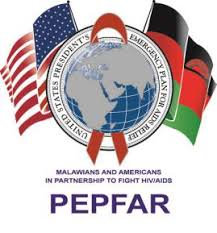 UNITED STATES PRESIDENT'S
EMERGENCY PLAN FOR AIDS RELIEF
MALAWIANS AND AMERICANS
IN PARTNERSHIP TO FIGHT HIV/AIDS
PEPFAR